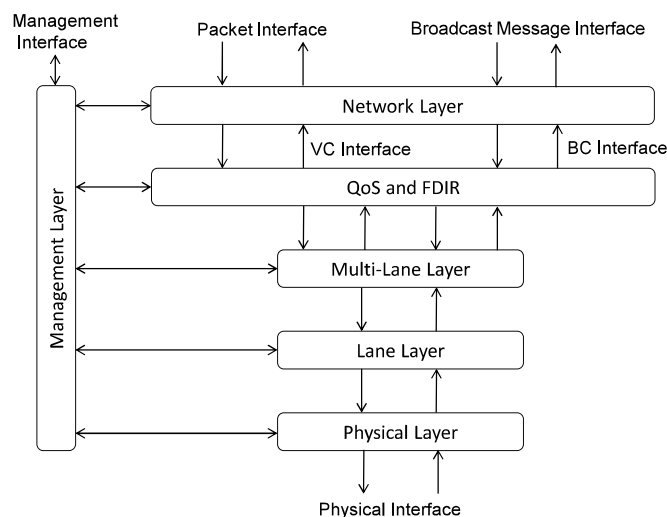 Management
Interface
Packet Interface
Broadcast Message Interface
Network Layer
VC Interface
BC Interface
QoS and FDIR
Management Layer
Multi-Lane Layer
Lane Layer
Physical Layer
Physical Interface